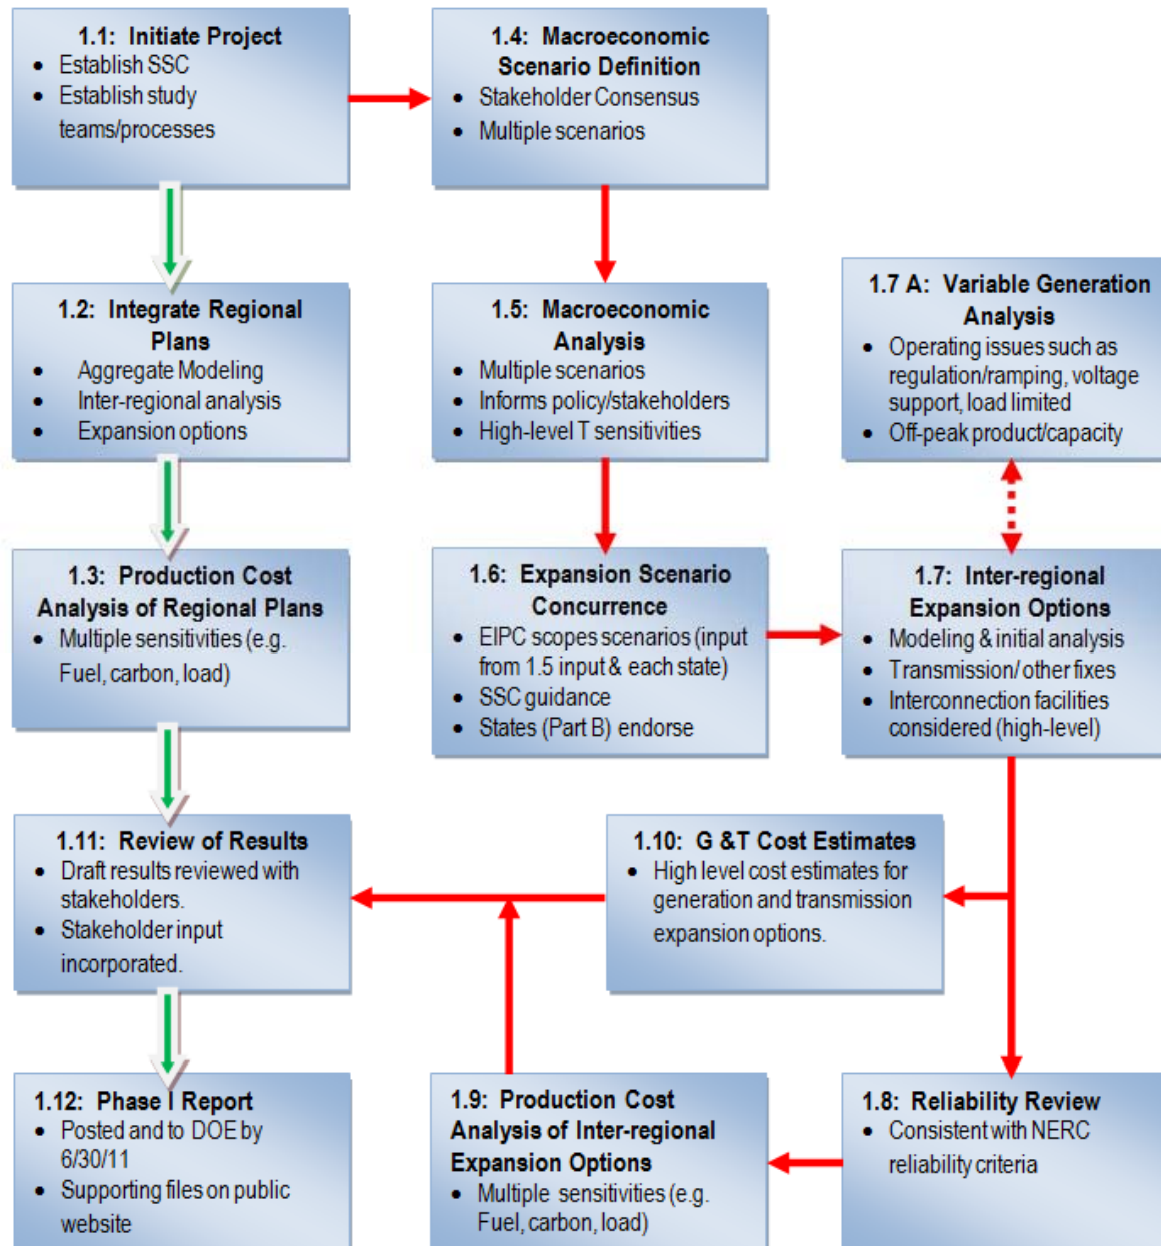 1.1: Initiate Project
• Establish SSC
• Establish study
teams/processes
1.4: Macroeconomic
Scenario Definition
• Stakeholder Consensus
• Multiple scenarios
1.2: Integrate Regional
Plans
• Aggregate Modeling
• Inter-regional analysis
• Expansion options
1.5: Macroeconomic
Analysis
• Multiple scenarios
• Informs policy/stakeholders
• High-level T sensitivities
1.7 A: Variable Generation
Analysis
• Operating issues such as
regulation/ramping, voltage
support, load limited
• Off-peak product/capacity
1.3: Production Cost
Analysis of Regional Plans
• Multiple sensitivities (e.g.
Fuel, carbon, load)
1.6: Expansion Scenario
Concurrence
• EIPC scopes scenarios (input
from 1.5 input & each state)
• SSC guidance
• States (Part B) endorse
1.7: Inter-regional
Expansion Options
• Modeling & initial analysis
• Transmission/ other fixes
• Interconnection facilities
considered (high-level)
1.11: Review of Results
• Draft results reviewed with
stakeholders.
• Stakeholder input
incorporated.
1.10: G &T Cost Estimates
• High level cost estimates for
generation and transmission
expansion options.
1.12: Phase I Report
• Posted and to DOE by
6/30/11
• Supporting files on public
website
1.9: Production Cost
Analysis of Inter-regional
Expansion Options
• Multiple sensitivities (e.g.
Fuel, carbon, load)
1.8: Reliability Review
• Consistent with NERC
reliability criteria